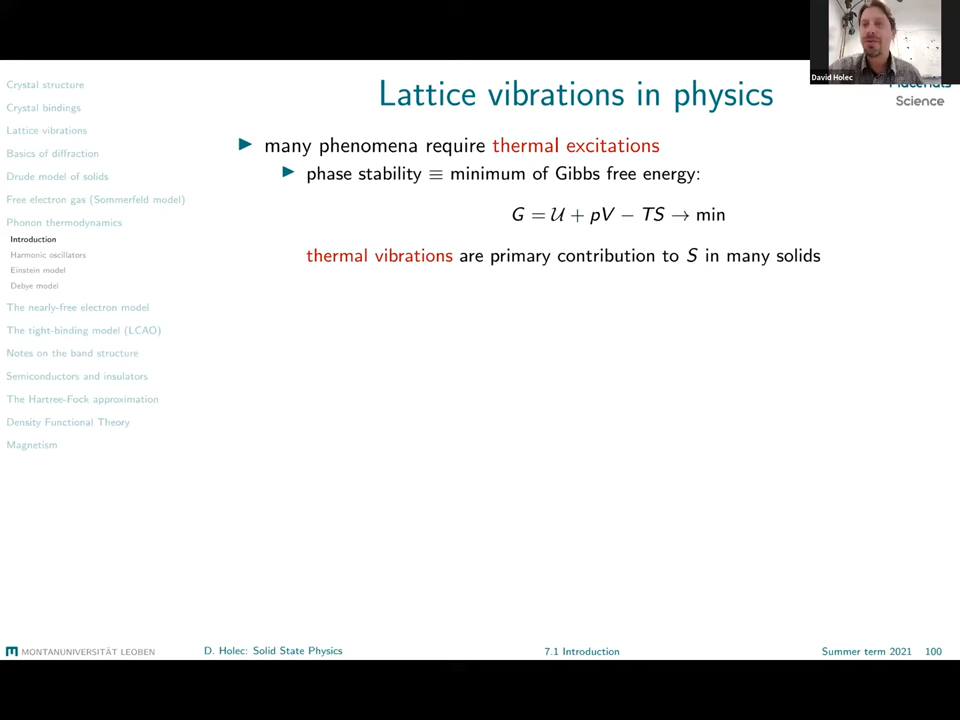 David Holec
Materials
Science
Crystal structure
Crystal bindings
Lattice vibrations
Basics of diffraction
Drude model of solids
Free electron gas (Sommerfeld model)
Phonon thermodynamics
Introduction
Harmonic oscillators
Einstein model
Debye model
The nearly-free electron model
The tight-binding model (LCAO)
Notes on the band structure
Semiconductors and insulators
The Hartree-Fock approximation
Density Functional Theory
Magnetism
Lattice vibrations in physics
▶ many phenomena require thermal excitations
▶ phase stability ≡ minimum of Gibbs free energy:
G = 𝒰 + pV − TS → min
thermal vibrations are primary contribution to S in many solids
MONTANUNIVERSITÄT LEOBEN
D. Holec: Solid State Physics
7.1 Introduction
Summer term 2021 100